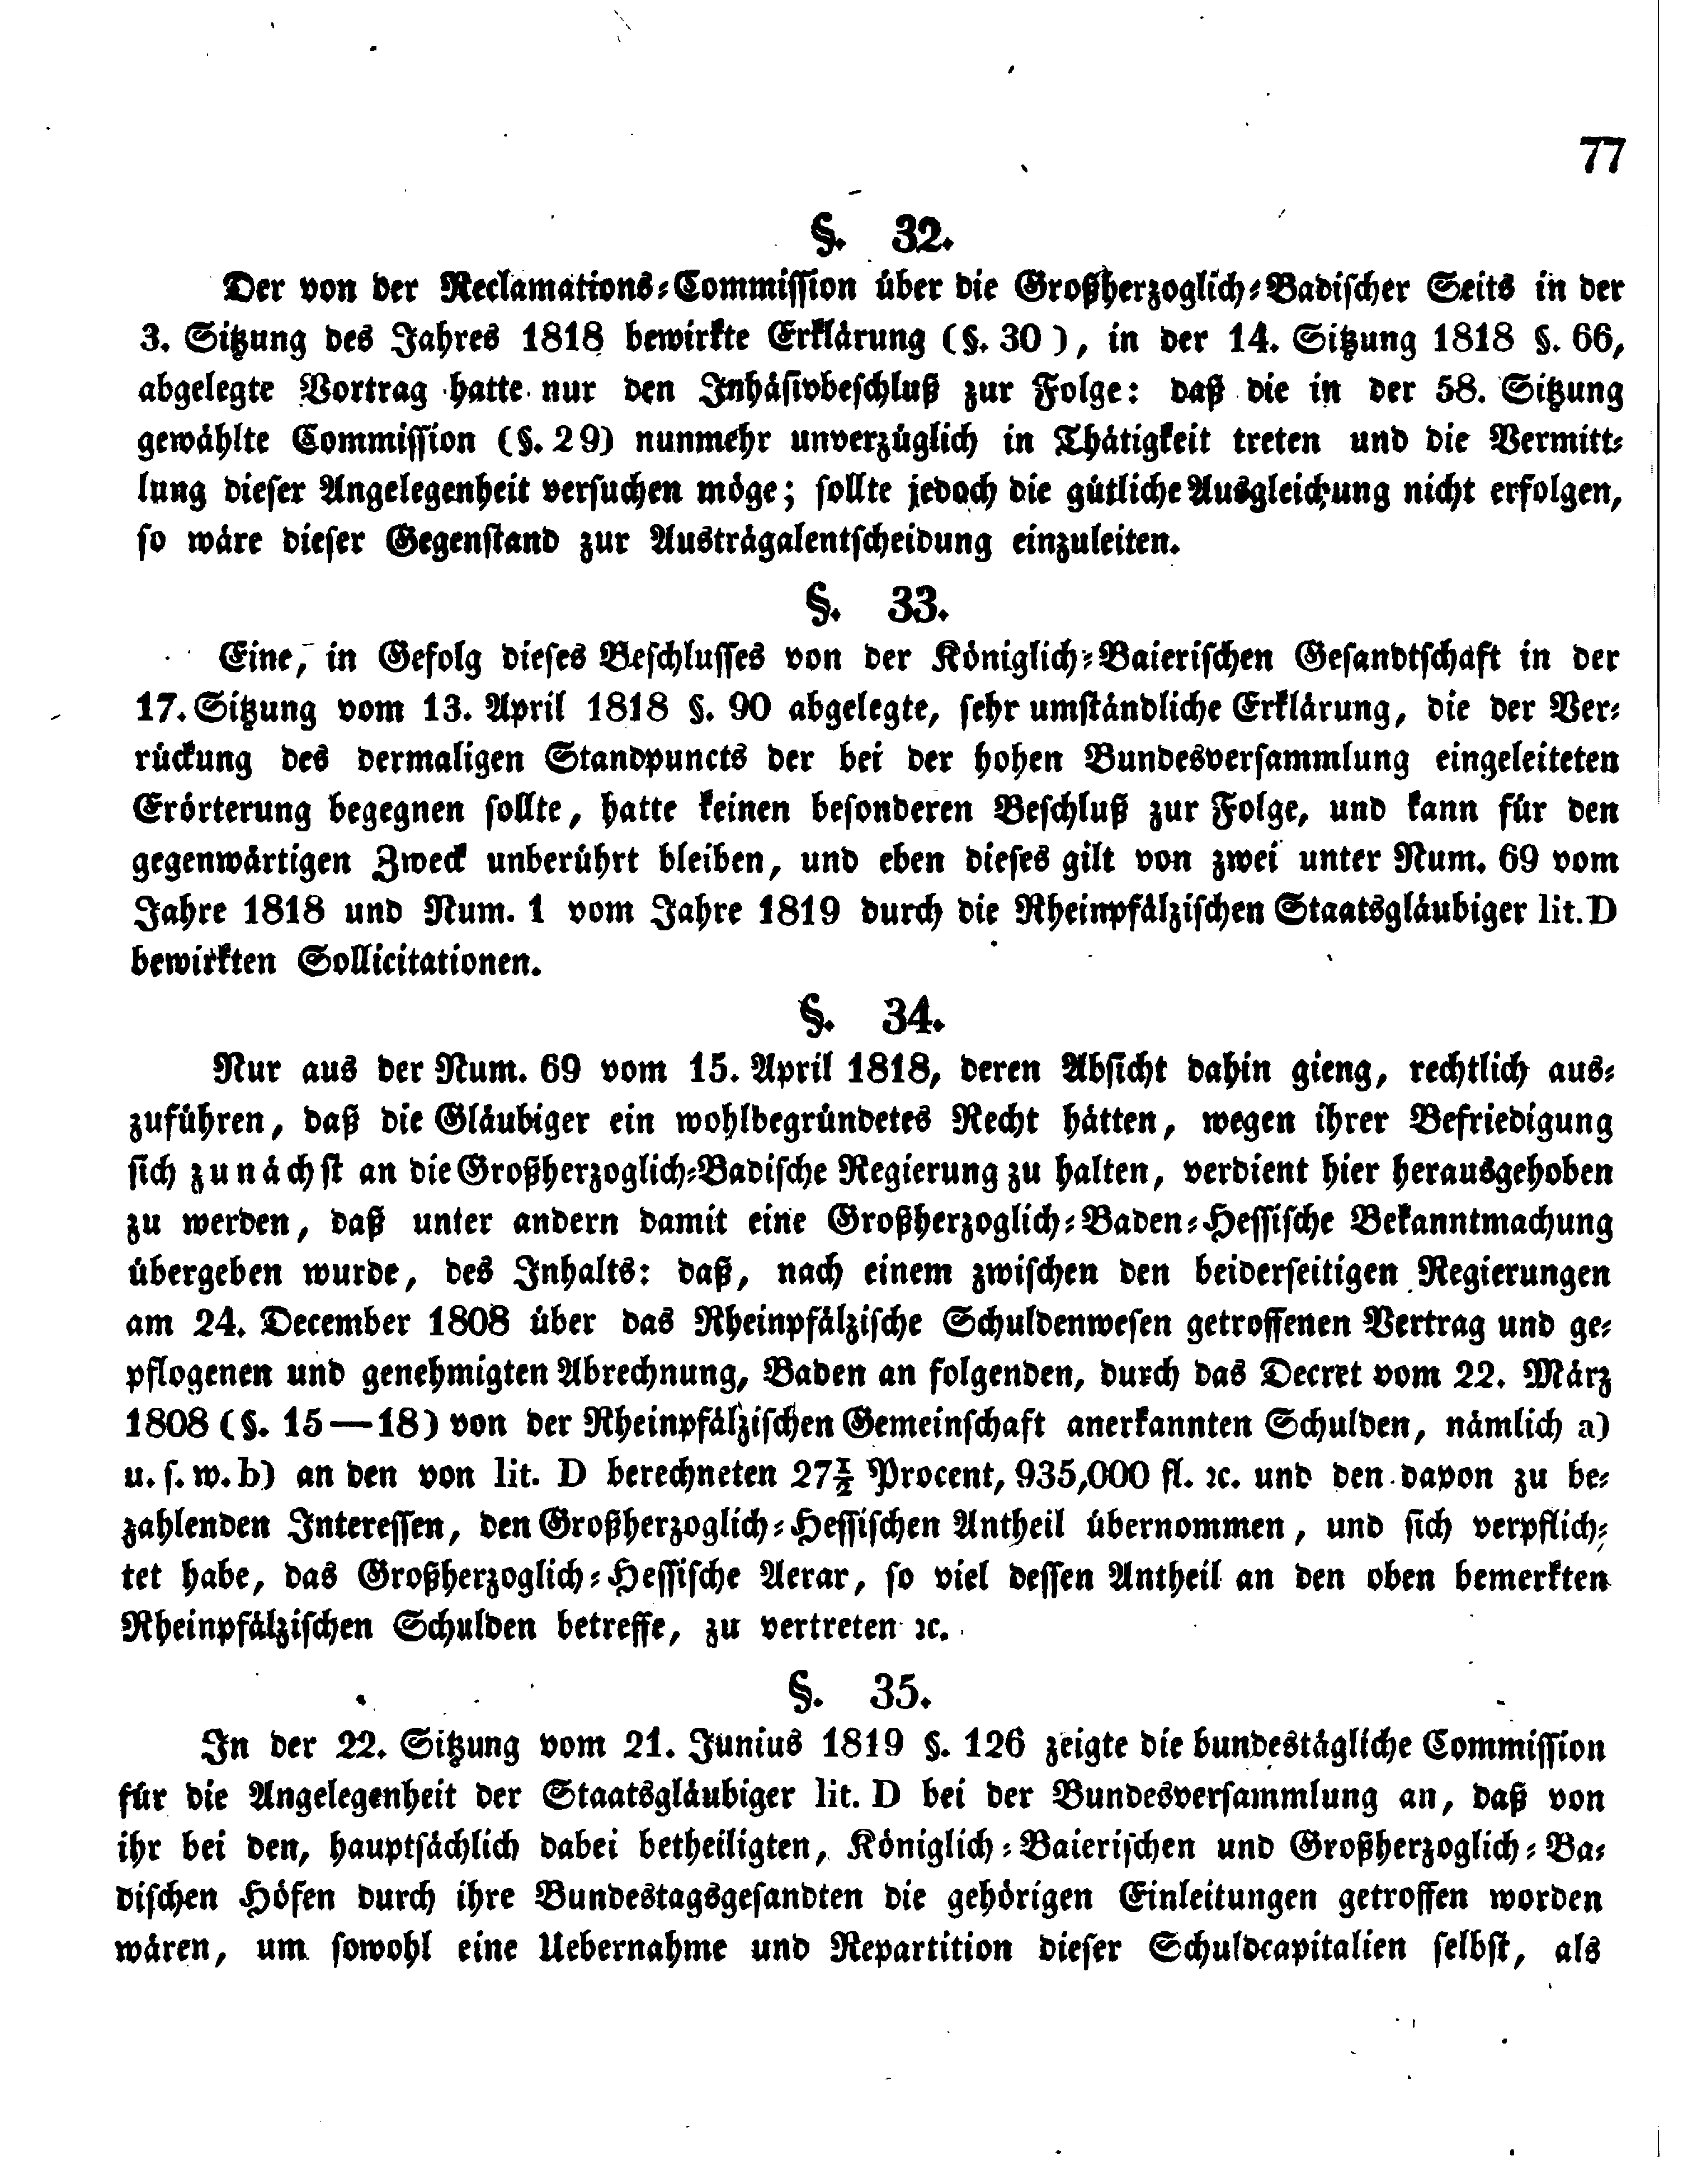 77
§. 32.
Der von der Reclamations-Commission über die Großherzoglich-Badischer Seits in der
3. Sitzung des Jahres 1818 bewirkte Erklärung (§. 30), in der 14. Sitzung 1818 §. 66,
abgelegte Vortrag hatte nur den Inhäsivbeschluß zur Folge: daß die in der 58. Sitzung
gewählte Commission (§. 29) nunmehr unverzüglich in Thätigkeit treten und die Vermitt-
lung dieser Angelegenheit versuchen möge; sollte jedoch die gütliche Ausgleichung nicht erfolgen,
so wäre dieser Gegenstand zur Austrägalentscheidung einzuleiten.
§. 33.
Eine, in Gefolg dieses Beschlusses von der Königlich-Baierischen Gesandtschaft in der
17. Sitzung vom 13. April 1818 §. 90 abgelegte, sehr umständliche Erklärung, die der Ver-
rückung des dermaligen Standpuncts der bei der hohen Bundesversammlung eingeleiteten
Erörterung begegnen sollte, hatte keinen besonderen Beschluß zur Folge, und kann für den
gegenwärtigen Zweck unberührt bleiben, und eben dieses gilt von zwei unter Num. 69 vom
Jahre 1818 und Num. 1 vom Jahre 1819 durch die Rheinpfälzischen Staatsgläubiger lit. D
bewirkten Sollicitationen.
§. 34.
Nur aus der Num. 69 vom 15. April 1818, deren Absicht dahin gieng, rechtlich aus-
zuführen, daß die Gläubiger ein wohlbegründetes Recht hätten, wegen ihrer Befriedigung
sich zunächst an die Großherzoglich-Badische Regierung zu halten, verdient hier herausgehoben
zu werden, daß unter andern damit eine Großherzoglich-Baden-Hessische Bekanntmachung
übergeben wurde, des Inhalts: daß, nach einem zwischen den beiderseitigen Regierungen
am 24. December 1808 über das Rheinpfälzische Schuldenwesen getroffenen Vertrag und ge-
pflogenen und genehmigten Abrechnung, Baden an folgenden, durch das Decret vom 22. März
1808 (§. 15—18) von der Rheinpfälzischen Gemeinschaft anerkannten Schulden, nämlich a)
u. s. w. b) an den von lit. D berechneten 27½ Procent, 935,000 fl. ꝛc. und den davon zu be-
zahlenden Interessen, den Großherzoglich-Hessischen Antheil übernommen, und sich verpflich-
tet habe, das Großherzoglich-Hessische Aerar, so viel dessen Antheil an den oben bemerkten
Rheinpfälzischen Schulden betreffe, zu vertreten ꝛc.
§. 35.
In der 22. Sitzung vom 21. Junius 1819 §. 126 zeigte die bundestägliche Commission
für die Angelegenheit der Staatsgläubiger lit. D bei der Bundesversammlung an, daß von
ihr bei den, hauptsächlich dabei betheiligten, Königlich-Baierischen und Großherzoglich-Ba-
dischen Höfen durch ihre Bundestagsgesandten die gehörigen Einleitungen getroffen worden
wären, um sowohl eine Uebernahme und Repartition dieser Schuldcapitalien selbst, als